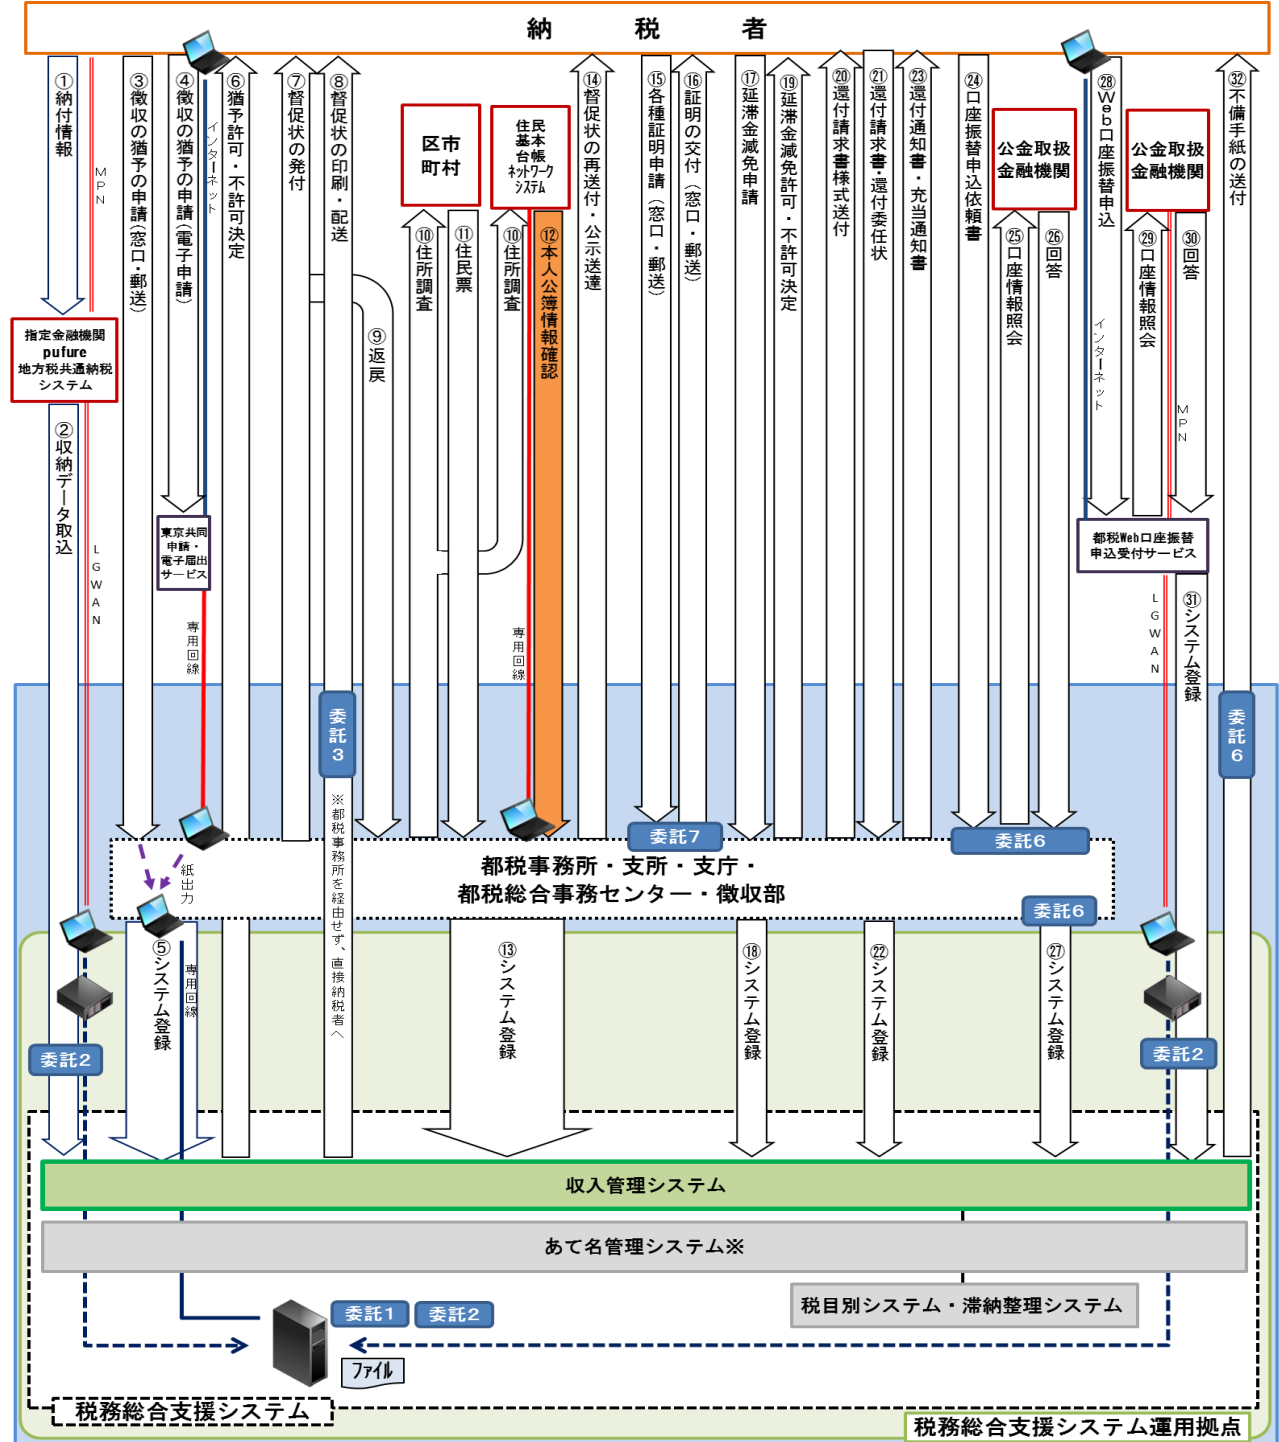 納　税　者
①納付情報
MPN
③徴収の猶予の申請（窓口・郵送）
④徴収の猶予の申請（電子申請）
インターネット
⑥猶予許可・不許可決定
⑦督促状の発付
⑧督促状の印刷・配送
⑨返戻
区市
町村
⑩住所調査
⑪住民票
住民
基本
台帳
ネットワーク
システム
⑩住所調査
⑫本人公簿情報確認
⑭督促状の再送付・公示送達
⑮各種証明申請（窓口・郵送）
⑯証明の交付（窓口・郵送）
⑰延滞金減免申請
⑲延滞金減免許可・不許可決定
⑳還付請求書様式送付
㉑還付請求書・還付委任状
㉓還付通知書・充当通知書
㉔口座振替申込依頼書
公金取扱
金融機関
㉕口座情報照会
㉖回答
㉘Web口座振替申込
インターネット
公金取扱
金融機関
㉙口座情報照会
㉚回答
MPN
㉜不備手紙の送付
指定金融機関
pufure
地方税共通納税
システム
②収納データ取込
LGWAN
東京共同
申請・
電子届出
サービス
専用回線
専用回線
都税Web口座振替
申込受付サービス
LGWAN
㉛システム登録
委託3
※都税事務所を経由せず、直接納税者へ
委託7
委託6
委託6
都税事務所・支所・支庁・
都税総合事務センター・徴収部
委託6
紙出力
⑤システム登録
専用回線
⑬システム登録
⑱システム登録
㉒システム登録
㉗システム登録
委託2
委託2
収入管理システム
あて名管理システム※
税目別システム・滞納整理システム
委託1
委託2
ファイル
税務総合支援システム
税務総合支援システム運用拠点